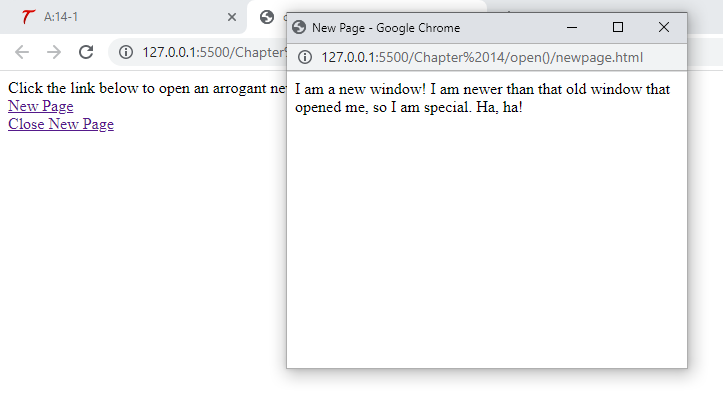 A:14-1
New Page - Google Chrome
127.0.0.1:5500/Chapter%
127.0.0.1:5500/Chapter%2014/open()/newpage.html
Click the link below to open an arrogant
New Page
Close New Page
I am a new window! I am newer than that old window that
opened me, so I am special. Ha, ha!